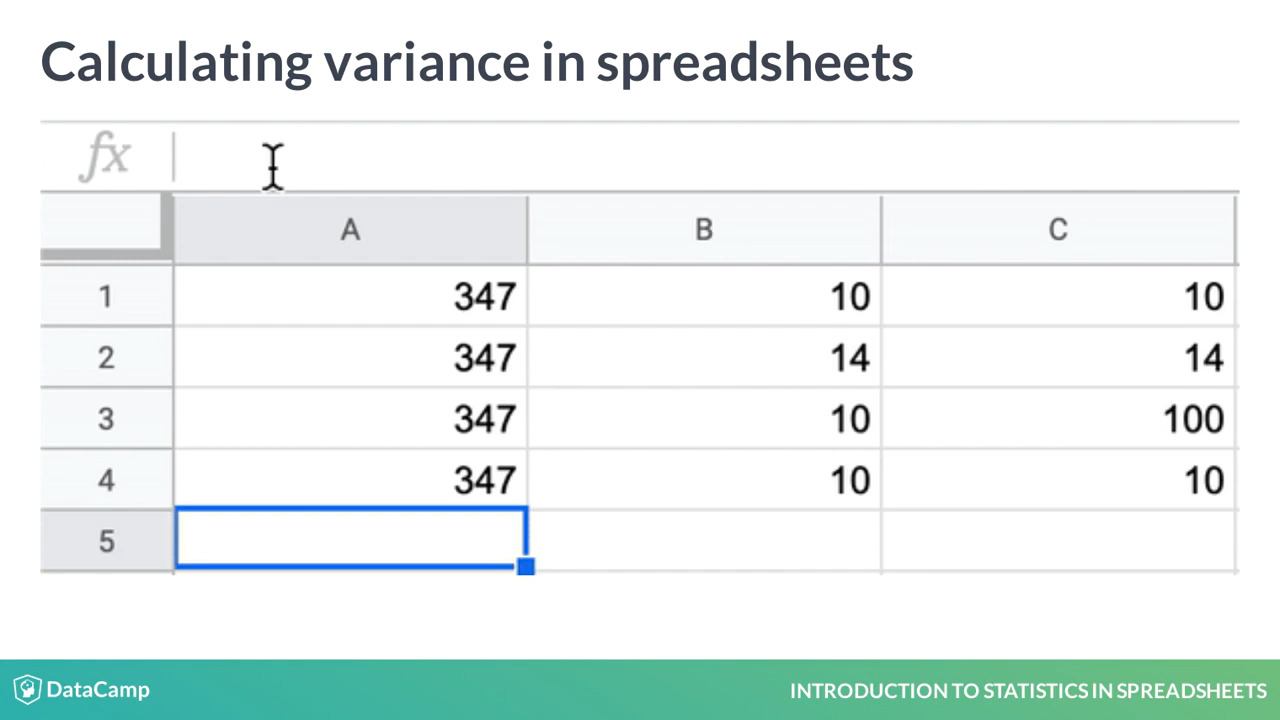 Calculating variance in spreadsheets
fx
A B C
1 347 10 10
2 347 14 14
3 347 10 100
4 347 10 10
5
DataCamp
INTRODUCTION TO STATISTICS IN SPREADSHEETS